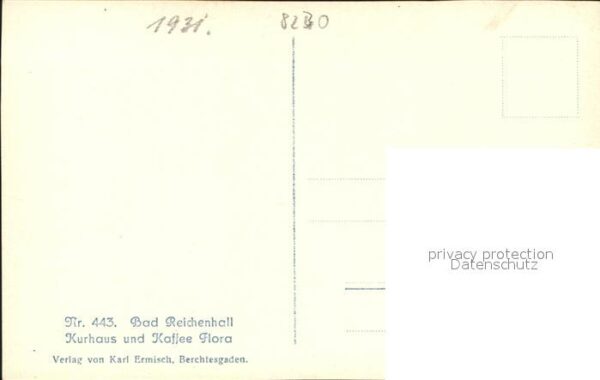 1931.
8230
privacy protection
Datenschutz
Nr. 443. Bad Reichenhall
Kurhaus und Kaffee Flora
Verlag von Karl Ermisch, Berchtesgaden.